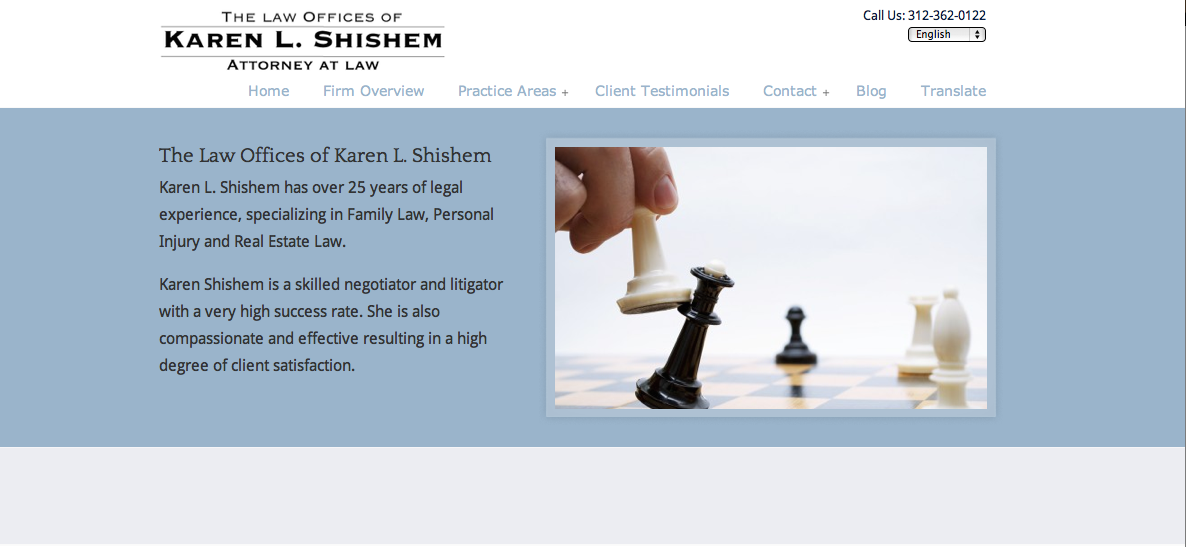 The Law Offices of
Karen L. Shishem
Attorney at law
Call Us: 312-362-0122
English
Home Firm Overview Practice Areas + Client Testimonials Contact + Blog Translate
The Law Offices of Karen L. Shishem
Karen L. Shishem has over 25 years of legal
experience, specializing in Family Law, Personal
Injury and Real Estate Law.
Karen Shishem is a skilled negotiator and litigator
with a very high success rate. She is also
compassionate and effective resulting in a high
degree of client satisfaction.